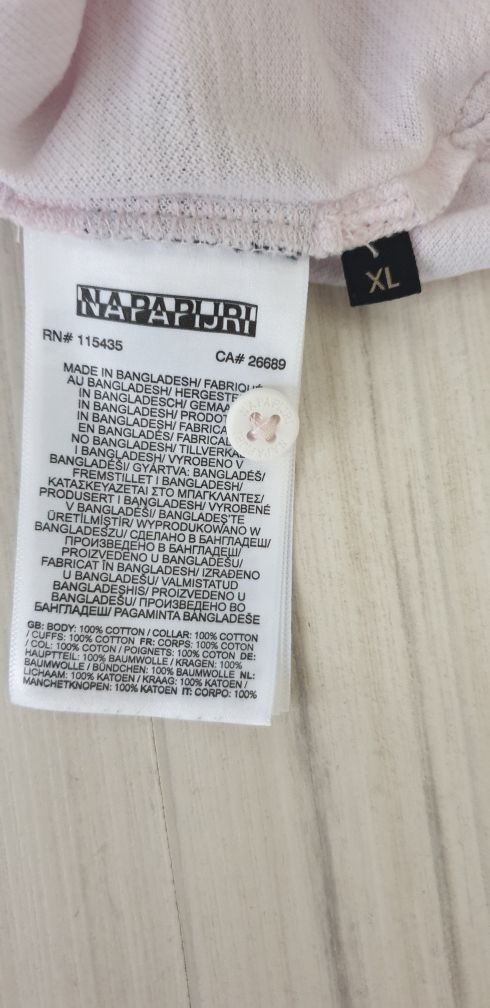 XL
NAPAPIJRI
RN# 115435
CA# 26689
MADE IN BANGLADESH/ FABRIQUÉ
AU BANGLADESH/ HERGESTE
IN BANGLADESCH/ GEMAA
IN BANGLADESH/ PRODOT
IN BANGLADESH/ FABRICA
EN BANGLADÉS/ FABRICAD
NO BANGLADESH/ TILLVERKA
I BANGLADESH/ VYROBENO V
BANGLADÉŠI/ GYÁRTVA: BANGLADÉS/
FREMSTILLET I BANGLADESH/
ΚΑΤΑΣΚΕΥΑΖΕΤΑΙ ΣΤΟ ΜΠΑΓΚΛΑΝΤΕΣ/
PRODUSERT I BANGLADESH/ VYROBENÉ
V BANGLADÉŠI/ BANGLADEŞ'TE
ÜRETİLMİŞTİR/ WYPRODUKOWANO W
BANGLADESZU/ СДЕЛАНО В БАНГЛАДЕШ/
ПРОИЗВЕДЕНО В БАНГЛАДЕШ/
PROIZVEDENO U BANGLADEŠU/
FABRICAT ÎN BANGLADESH/ IZRAĐENO
U BANGLADEŠU/ VALMISTATUD
BANGLADESHIS/ PROIZVEDENO U
BANGLADEŠU/ ПРОИЗВЕДЕНО ВО
БАНГЛАДЕШ/ PAGAMINTA BANGLADEŠE
GB: BODY: 100% COTTON / COLLAR: 100% COTTON
/ CUFFS: 100% COTTON FR: CORPS: 100% COTON
/ COL: 100% COTON / POIGNETS: 100% COTON DE:
HAUPTTEIL: 100% BAUMWOLLE / KRAGEN: 100%
BAUMWOLLE / BÜNDCHEN: 100% BAUMWOLLE NL:
LICHAAM: 100% KATOEN / KRAAG: 100% KATOEN /
MANCHETKNOPEN: 100% KATOEN IT: CORPO: 100%